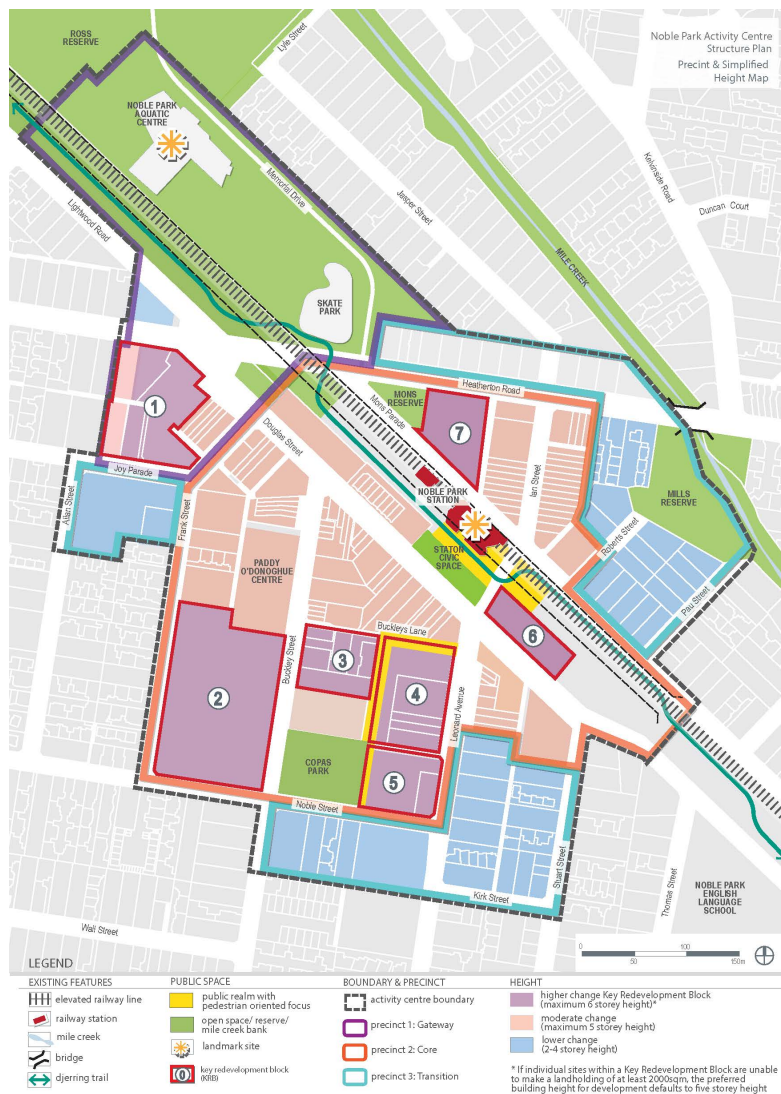 Noble Park Activity Centre
Structure Plan
Precint & Simplified
Height Map
ROSS
RESERVE
Lyle Street
NOBLE PARK
AQUATIC
CENTRE
Memorial Drive
Jasper Street
Kelvinside Road
Duncan Court
Lightwood Road
MILE CREEK
SKATE
PARK
Heatherton Road
MONS
RESERVE
Mons Parade
1
7
Douglas Street
Ian Street
Joy Parade
NOBLE PARK
STATION
MILLS
RESERVE
Allan Street
Frank Street
Roberts Street
STATON
CIVIC
SPACE
PADDY
O'DONOGHUE
CENTRE
Pau Street
Buckleys Lane
6
Buckley Street
3
4
2
Leonard Avenue
COPAS
PARK
5
Noble Street
Stuart Street
Thomas Street
NOBLE PARK
ENGLISH
LANGUAGE
SCHOOL
Kirk Street
Wall Street
0
50
100
150m
LEGEND
EXISTING FEATURES
elevated railway line
railway station
mile creek
bridge
djerring trail
PUBLIC SPACE
public realm with
pedestrian oriented focus
open space/ reserve/
mile creek bank
landmark site
0
key redevelopment block
(KRB)
BOUNDARY & PRECINCT
activity centre boundary
precinct 1: Gateway
precinct 2: Core
precinct 3: Transition
HEIGHT
higher change Key Redevelopment Block
(maximum 6 storey height)*
moderate change
(maximum 5 storey height)
lower change
(2-4 storey height)
* If individual sites within a Key Redevelopment Block are unable
to make a landholding of at least 2000sqm, the preferred
building height for development defaults to five storey height